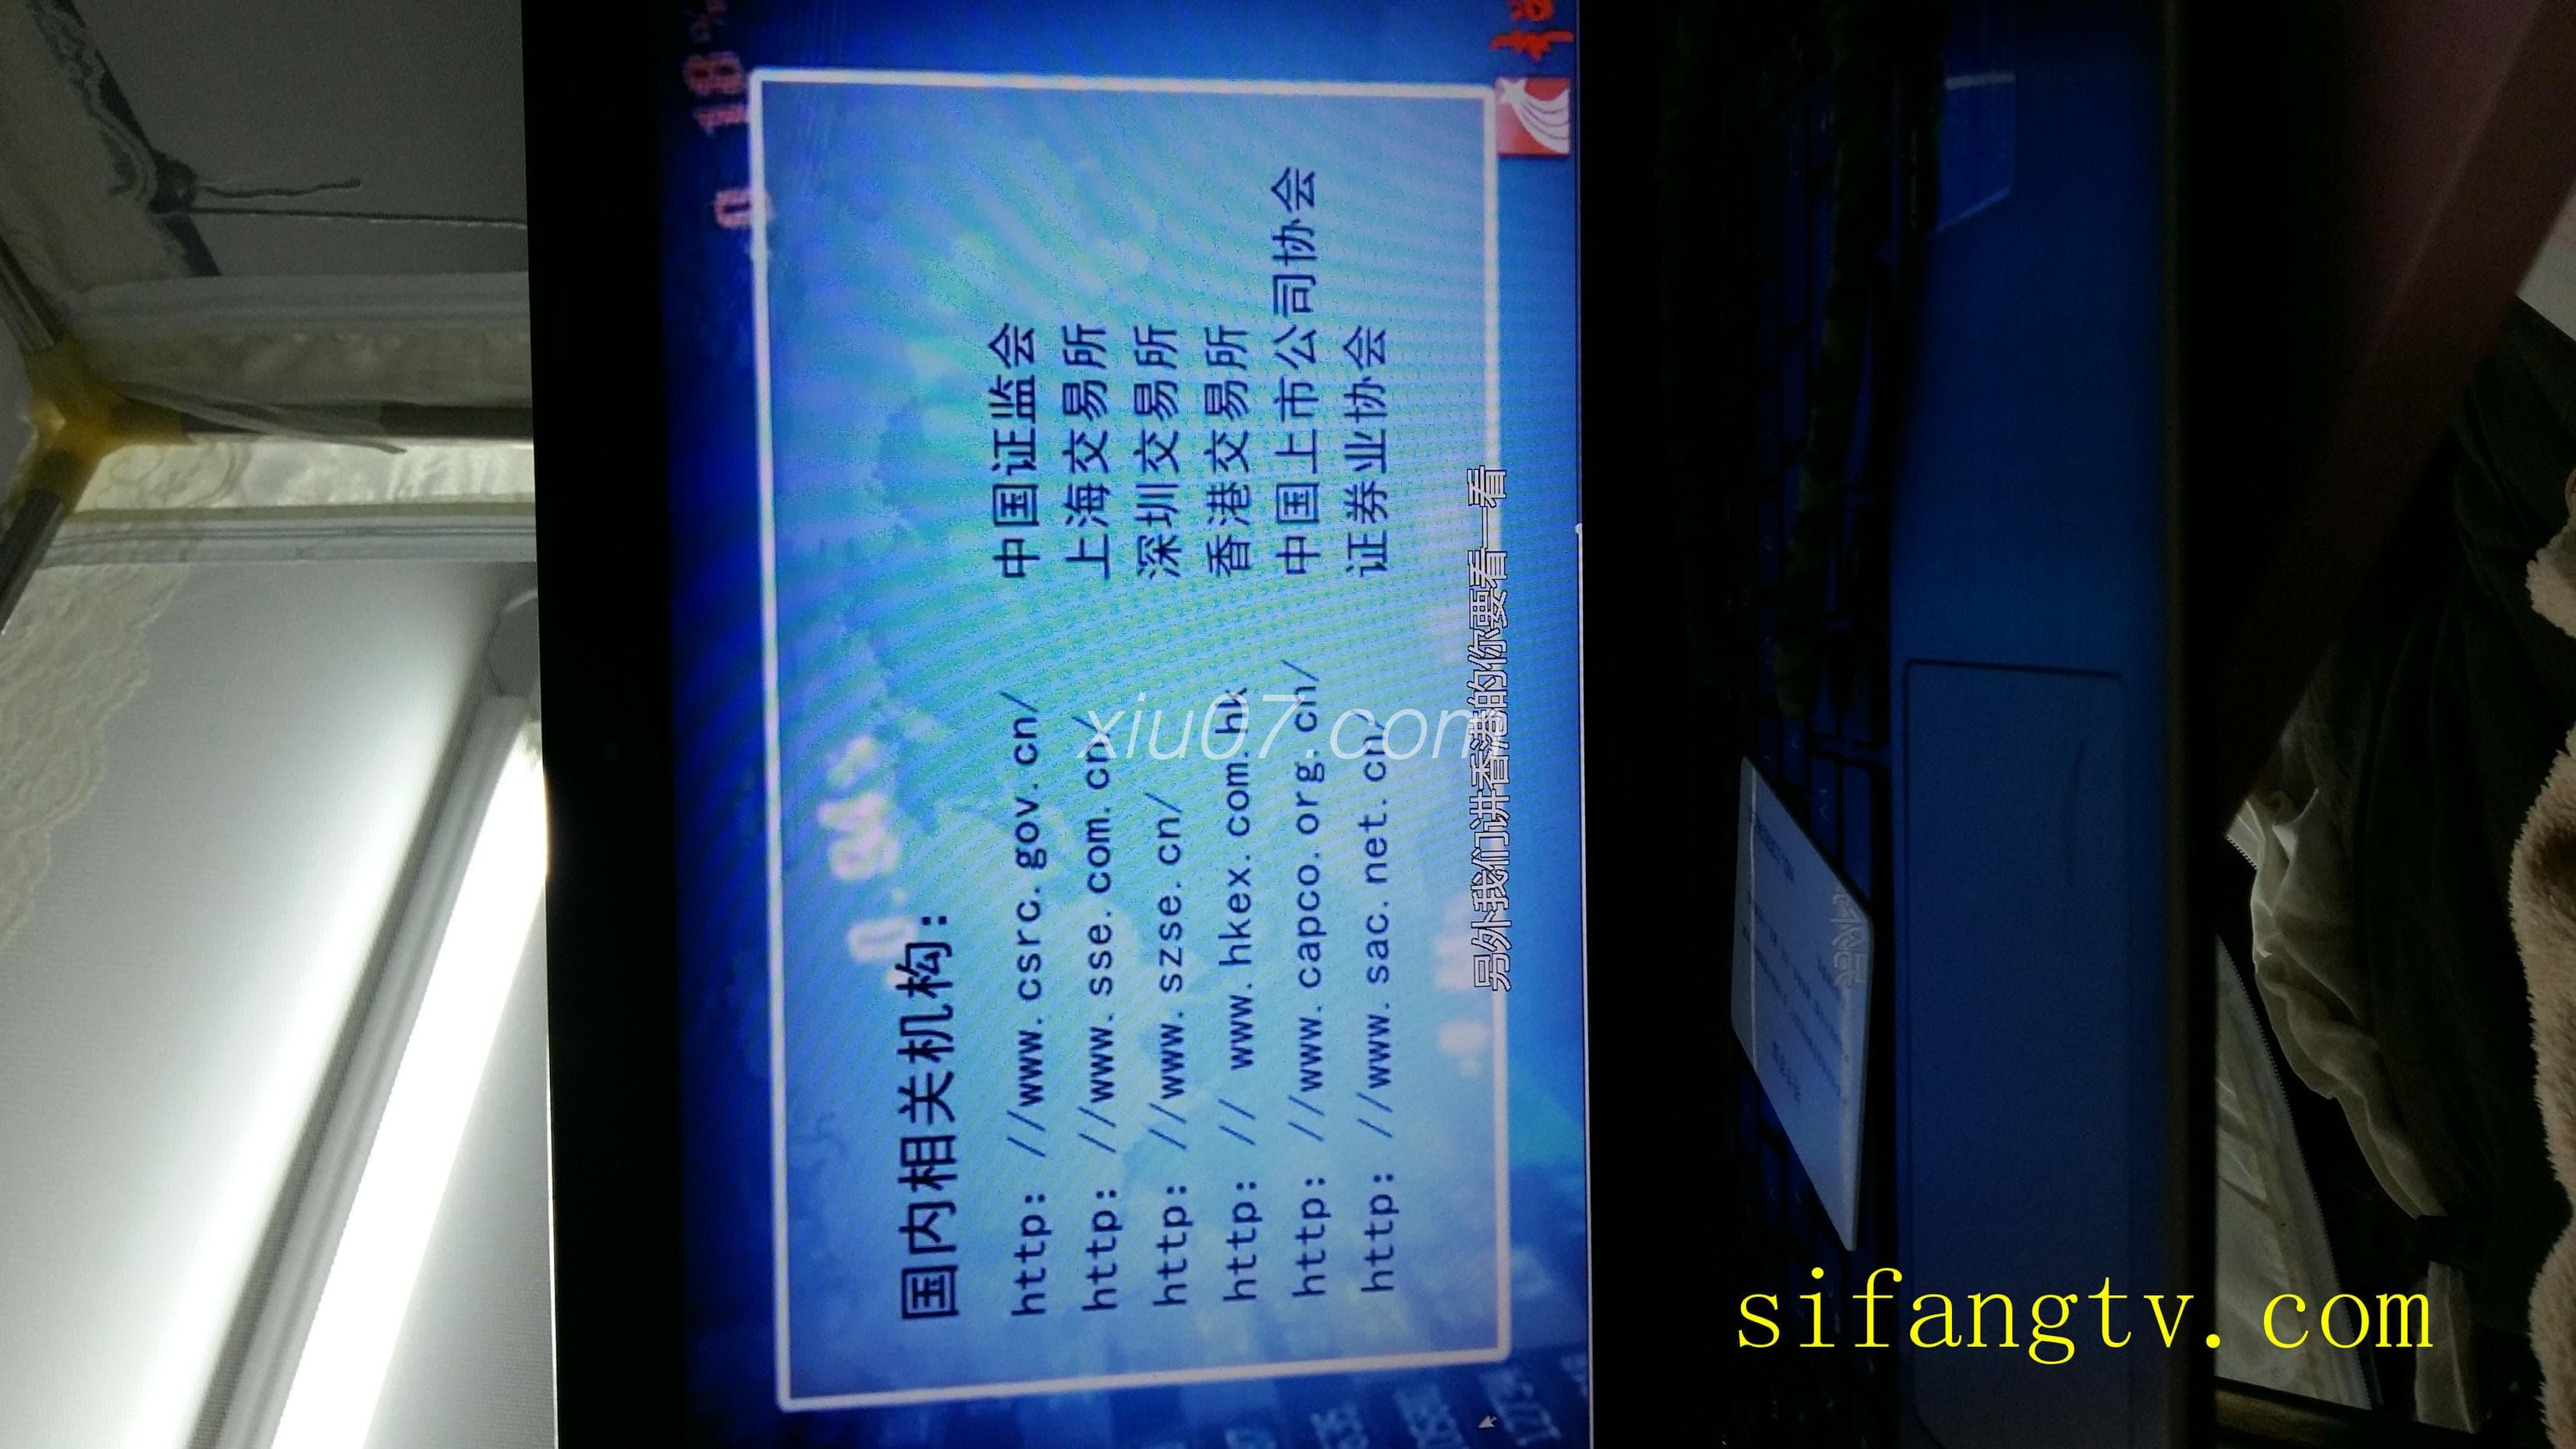 国内相关机构：
http: //www. csrc. gov. cn/ 中国证监会
http: //www. sse. com. cn/ 上海交易所
http: //www. szse. cn/ 深圳交易所
http: // www. hkex. com. hk 香港交易所
http: //www. capco. org. cn/ 中国上市公司协会
http: //www. sac. net. cn/ 证券业协会
另外我们讲香港的你要看一看
xiu07.com
sifangtv.com